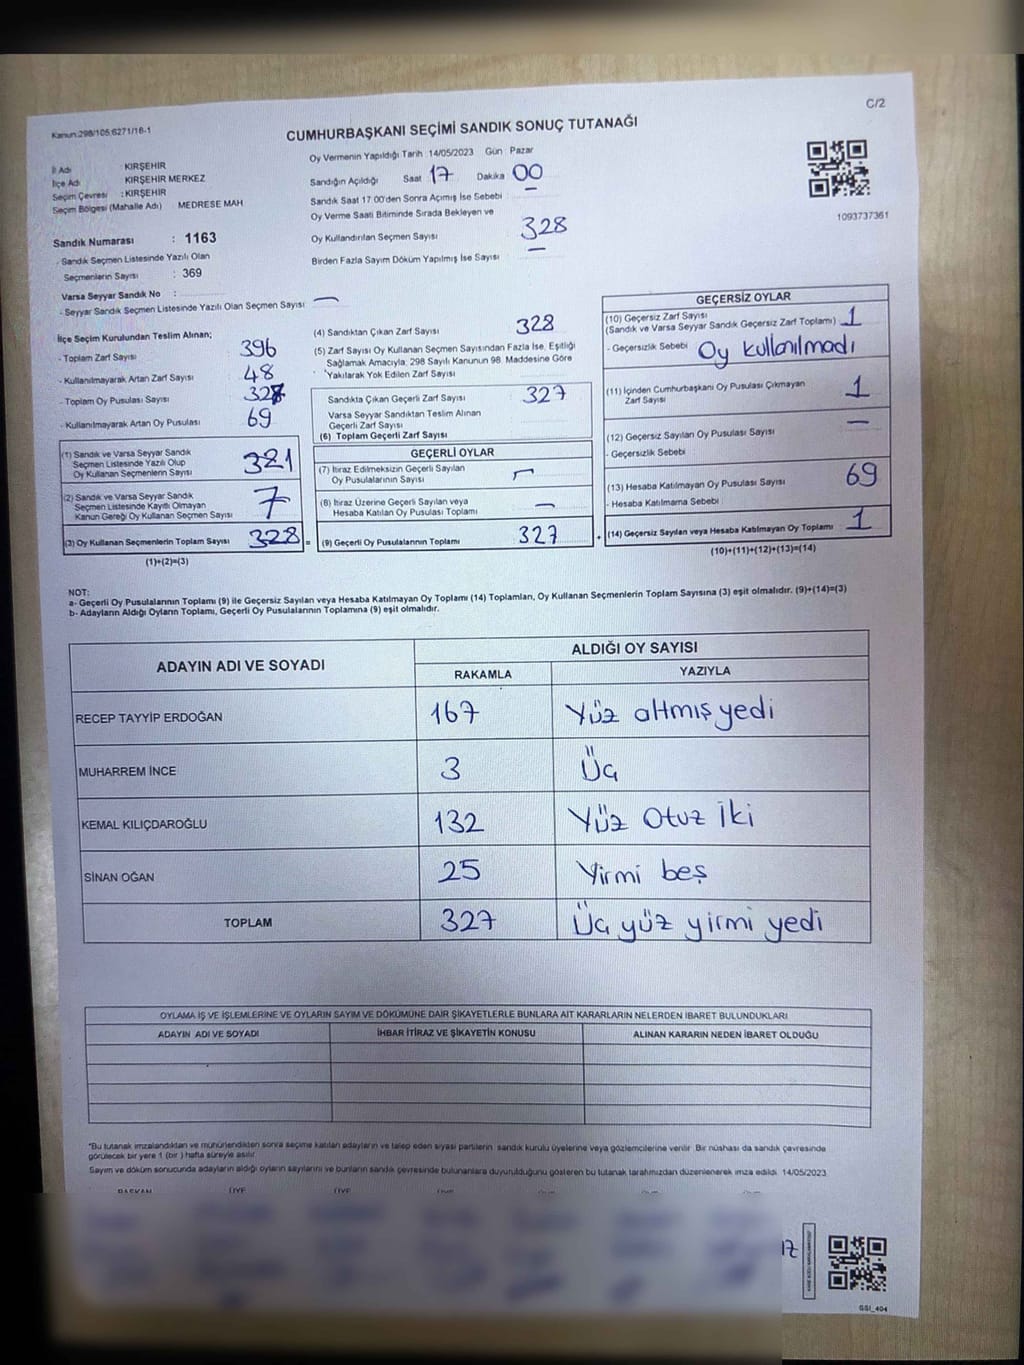 C/2
Kanun:298/105;6271/16-1
CUMHURBAŞKANI SEÇİMİ SANDIK SONUÇ TUTANAĞI
İl Adı : KIRŞEHİR
İlçe Adı : KIRŞEHİR MERKEZ
Seçim Çevresi : KIRŞEHİR
Seçim Bölgesi (Mahalle Adı) MEDRESE MAH
Sandık Numarası : 1163
- Sandık Seçmen Listesinde Yazılı Olan
Seçmenlerin Sayısı : 369
Varsa Seyyar Sandık No :
- Seyyar Sandık Seçmen Listesinde Yazılı Olan Seçmen Sayısı —
Oy Vermenin Yapıldığı Tarih 14/05/2023 Gün Pazar
Sandığın Açıldığı Saat 17 Dakika 00
Sandık Saat 17:00'den Sonra Açımış İse Sebebi : —
Oy Verme Saati Bitiminde Sırada Bekleyen ve
Oy Kullandırılan Seçmen Sayısı 328
Birden Fazla Sayım Döküm Yapılmış İse Sayısı —
1093737361
İlçe Seçim Kurulundan Teslim Alınan;
- Toplam Zarf Sayısı 396
- Kullanılmayarak Artan Zarf Sayısı 48
- Toplam Oy Pusulası Sayısı
- Kullanılmayarak Artan Oy Pusulası 69
(1) Sandık ve Varsa Seyyar Sandık
Seçmen Listesinde Yazılı Olup
Oy Kullanan Seçmenlerin Sayısı 321
(2) Sandık ve Varsa Seyyar Sandık
Seçmen Listesinde Kayıtlı Olmayan
Kanun Gereği Oy Kullanan Seçmen Sayısı 7
(3) Oy Kullanan Seçmenlerin Toplam Sayısı 328 =
(1)+(2)=(3)
(4) Sandıktan Çıkan Zarf Sayısı 328
(5) Zarf Sayısı Oy Kullanan Seçmen Sayısından Fazla İse, Eşitliği
Sağlamak Amacıyla; 298 Sayılı Kanunun 98. Maddesine Göre
Yakılarak Yok Edilen Zarf Sayısı
Sandıkta Çıkan Geçerli Zarf Sayısı 327
Varsa Seyyar Sandıktan Teslim Alınan
Geçerli Zarf Sayısı
(6) Toplam Geçerli Zarf Sayısı
GEÇERLİ OYLAR
(7) İtiraz Edilmeksizin Geçerli Sayılan
Oy Pusulalarının Sayısı —
(8) İtiraz Üzerine Geçerli Sayılan veya
Hesaba Katılan Oy Pusulası Toplamı —
(9) Geçerli Oy Pusulalarının Toplamı 327 +
GEÇERSİZ OYLAR
(10) Geçersiz Zarf Sayısı
(Sandık ve Varsa Seyyar Sandık Geçersiz Zarf Toplamı) 1
- Geçersizlik Sebebi Oy kullanılmadı
(11) İçinden Cumhurbaşkanı Oy Pusulası Çıkmayan
Zarf Sayısı 1
(12) Geçersiz Sayılan Oy Pusulası Sayısı —
- Geçersizlik Sebebi
(13) Hesaba Katılmayan Oy Pusulası Sayısı 69
- Hesaba Katılmama Sebebi
(14) Geçersiz Sayılan veya Hesaba Katılmayan Oy Toplamı 1
(10)+(11)+(12)+(13)=(14)
NOT:
a- Geçerli Oy Pusulalarının Toplamı (9) ile Geçersiz Sayılan veya Hesaba Katılmayan Oy Toplamı (14) Toplamları, Oy Kullanan Seçmenlerin Toplam Sayısına (3) eşit olmalıdır. (9)+(14)=(3)
b- Adayların Aldığı Oyların Toplamı, Geçerli Oy Pusulalarının Toplamına (9) eşit olmalıdır.
ADAYIN ADI VE SOYADI ALDIĞI OY SAYISI
RAKAMLA YAZIYLA
RECEP TAYYİP ERDOĞAN 167 Yüz altmış yedi
MUHARREM İNCE 3 Üç
KEMAL KILIÇDAROĞLU 132 Yüz Otuz İki
SİNAN OĞAN 25 Yirmi beş
TOPLAM 327 Üç yüz yirmi yedi
OYLAMA İŞ VE İŞLEMLERİNE VE OYLARIN SAYIM VE DÖKÜMÜNE DAİR ŞİKAYETLERLE BUNLARA AİT KARARLARIN NELERDEN İBARET BULUNDUKLARI
ADAYIN ADI VE SOYADI İHBAR İTİRAZ VE ŞİKAYETİN KONUSU ALINAN KARARIN NEDEN İBARET OLDUĞU
*Bu tutanak imzalandıktan ve mühürlendikten sonra seçime katılan adayların ve talep eden siyasi partilerin sandık kurulu üyelerine veya gözlemcilerine verilir. Bir nüshası da sandık çevresinde
görülecek bir yere 1 (bir ) hafta süreyle asılır.
Sayım ve döküm sonucunda adayların aldığı oyların sayılarını ve bunların sandık çevresinde bulunanlara duyurulduğunu gösteren bu tutanak tarafımızdan düzenlenerek imza edildi. 14/05/2023
BAŞKAN ÜYE ÜYE
GSI_404